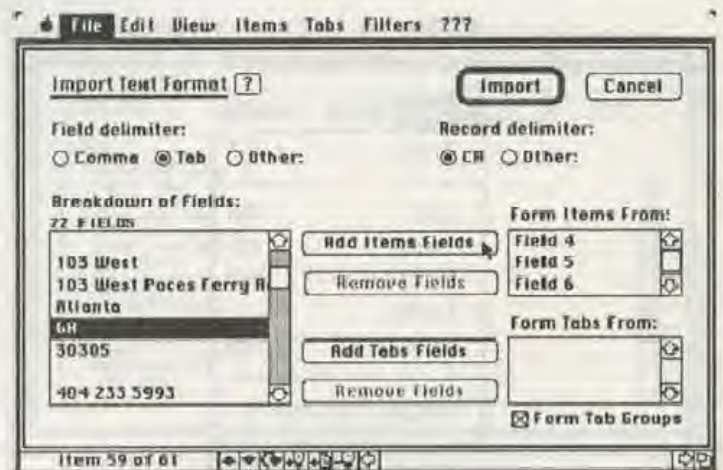 File Edit View Items Tabs Filters ???
Import Text Format ? Import Cancel
Field delimiter: Record delimiter:
Comma Tab Other: CR Other:
Breakdown of Fields:
22 FIELDS
Form Items From:
Add Items Fields
Field 4
Field 5
Field 6
103 West
103 West Paces Ferry R
Remove Fields
Atlanta
GA
Form Tabs From:
30305
Add Tabs Fields
404 233 5993
Remove Fields
Form Tab Groups
Item 59 of 61